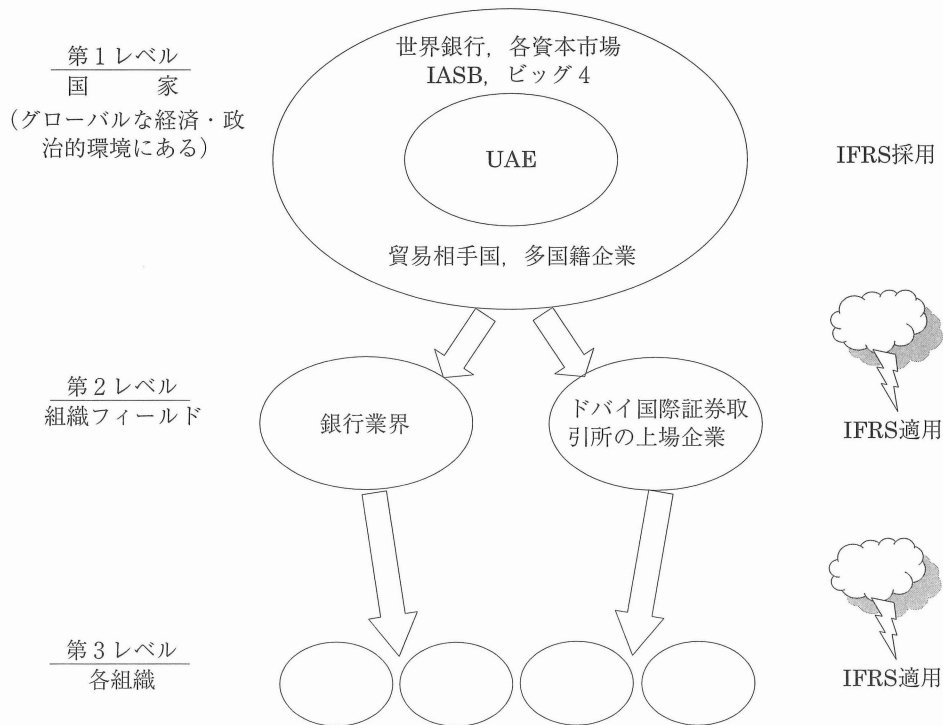 第1レベル
国　　家
(グローバルな経済・政
治的環境にある)
世界銀行，各資本市場
IASB，ビッグ4
UAE
貿易相手国，多国籍企業
IFRS採用
第2レベル
組織フィールド
銀行業界
ドバイ国際証券取
引所の上場企業
IFRS適用
第3レベル
各組織
IFRS適用